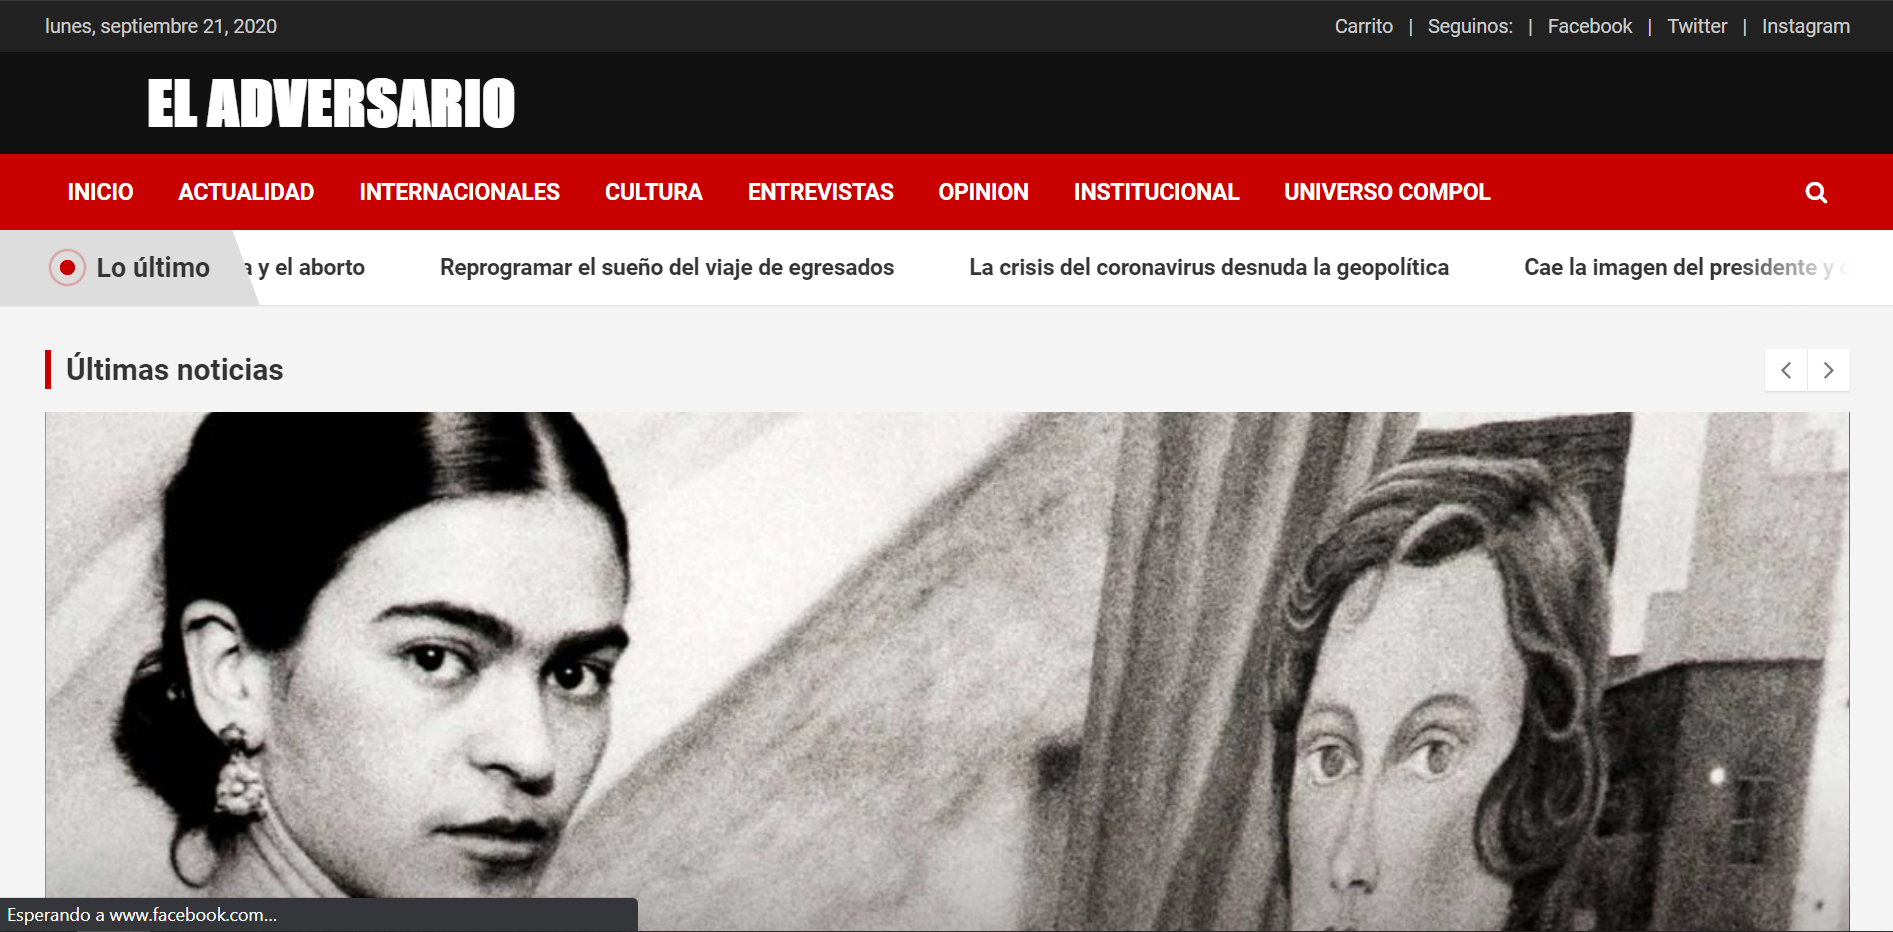 lunes, septiembre 21, 2020
Carrito | Seguinos: | Facebook | Twitter | Instagram
EL ADVERSARIO
INICIO ACTUALIDAD INTERNACIONALES CULTURA ENTREVISTAS OPINION INSTITUCIONAL UNIVERSO COMPOL
Lo último a y el aborto Reprogramar el sueño del viaje de egresados La crisis del coronavirus desnuda la geopolítica Cae la imagen del presidente y
Últimas noticias
Esperando a www.facebook.com...